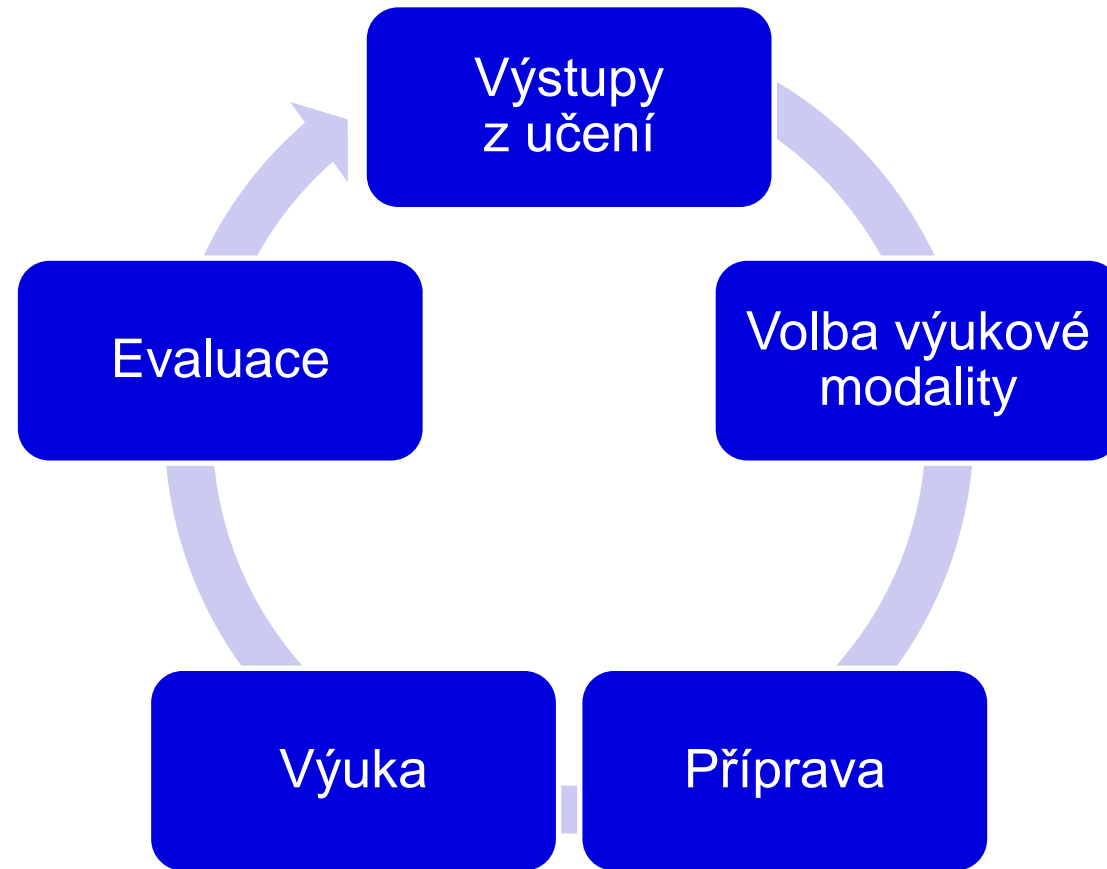 Výstupy
z učení
Volba výukové
modality
Příprava
Výuka
Evaluace